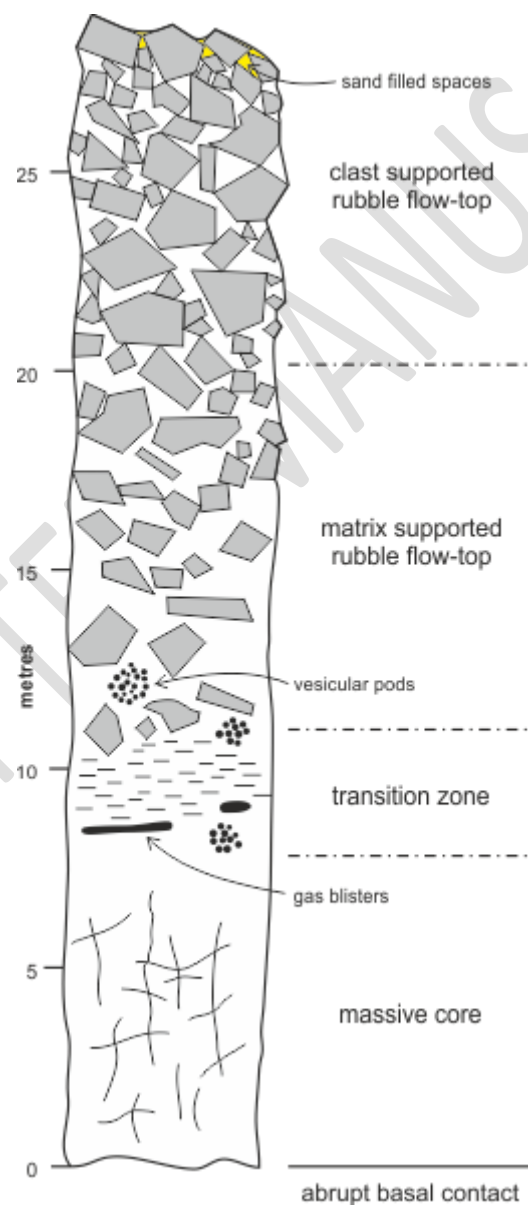 sand filled spaces
25
clast supported
rubble flow-top
20
matrix supported
rubble flow-top
15
metres
vesicular pods
10
transition zone
gas blisters
5
massive core
0
abrupt basal contact